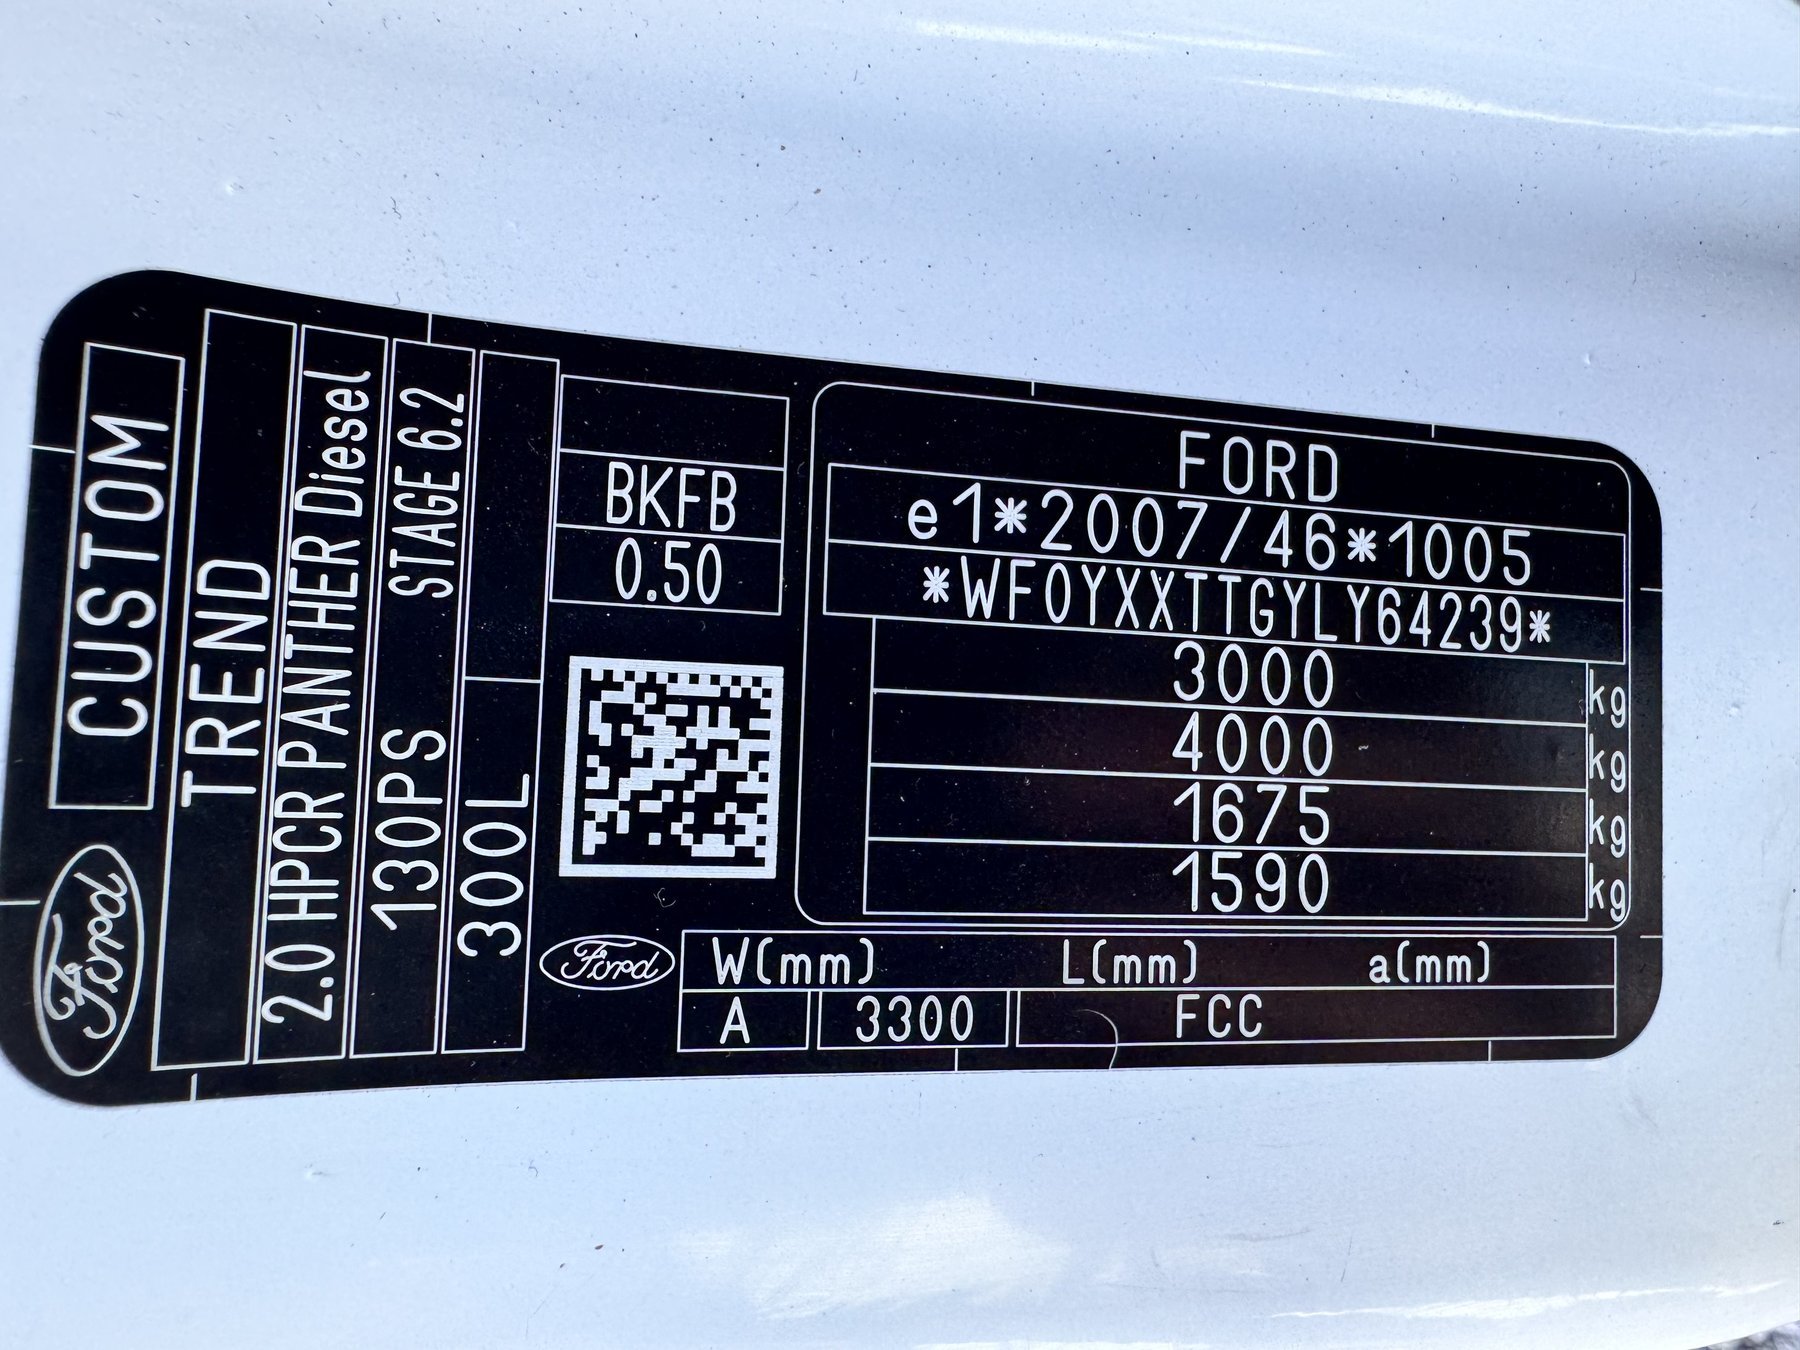 Ford
CUSTOM
TREND
2.0 HPCR PANTHER Diesel
130PS STAGE 6.2
300L
BKFB
0.50
FORD
e1*2007/46*1005
*WF0YXXTTGYLY64239*
3000 kg
4000 kg
1675 kg
1590 kg
Ford
W(mm) L(mm) a(mm)
A 3300 FCC